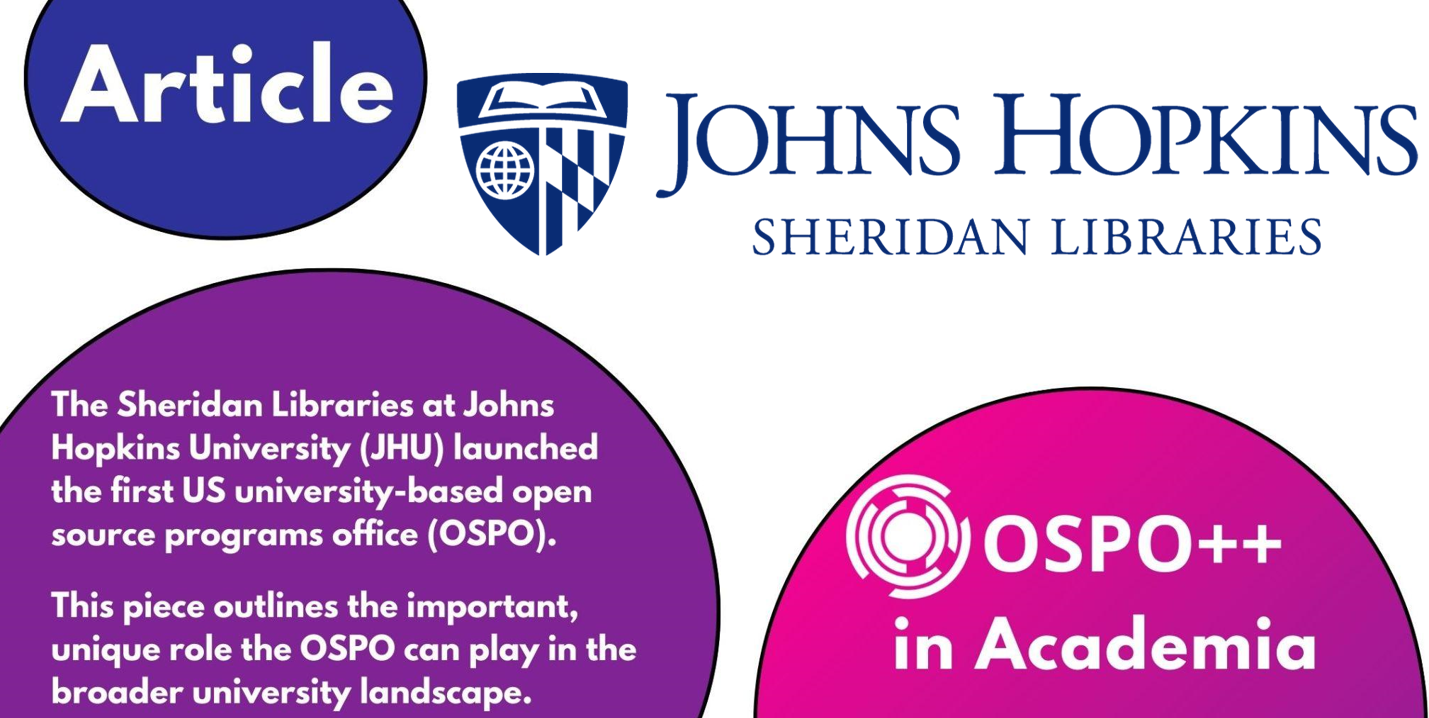 Article
JOHNS HOPKINS
SHERIDAN LIBRARIES
The Sheridan Libraries at Johns
Hopkins University (JHU) launched
the first US university-based open
source programs office (OSPO).
This piece outlines the important,
unique role the OSPO can play in the
broader university landscape.
OSPO++
in Academia